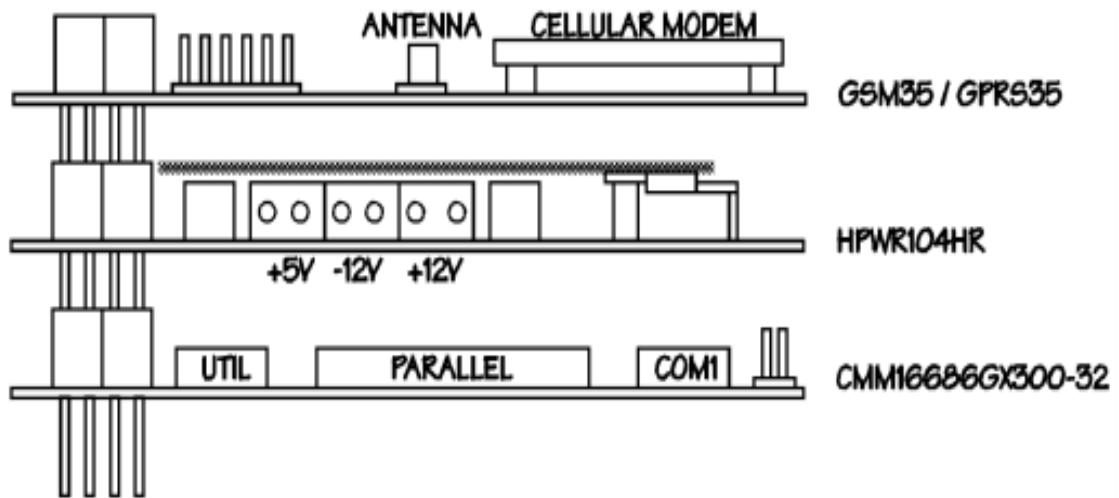 ANTENNA CELLULAR MODEM
GSM35 / GPRS35
HPWR104HR
+5V -12V +12V
UTIL PARALLEL COM1
CMM16686GX300-32